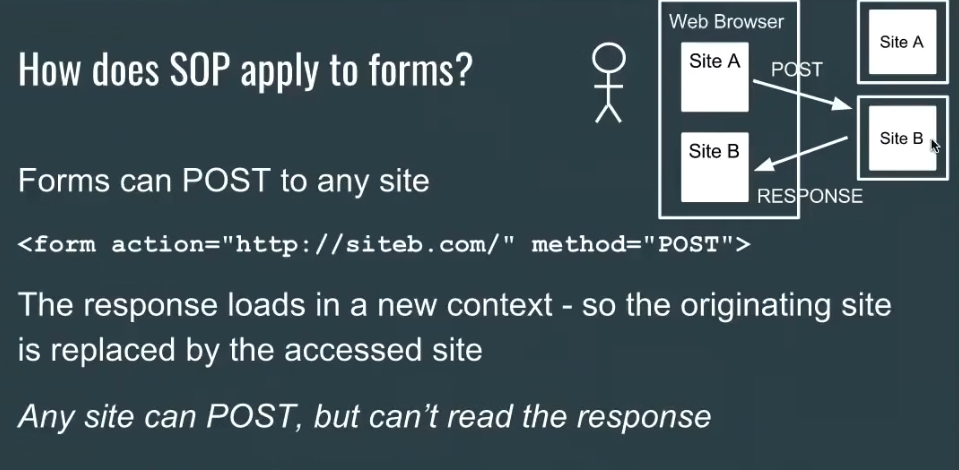 How does SOP apply to forms?
Web Browser
Site A
POST
Site A
Site B
Site B
RESPONSE
Forms can POST to any site
<form action="http://siteb.com/" method="POST">
The response loads in a new context - so the originating site
is replaced by the accessed site
Any site can POST, but can't read the response